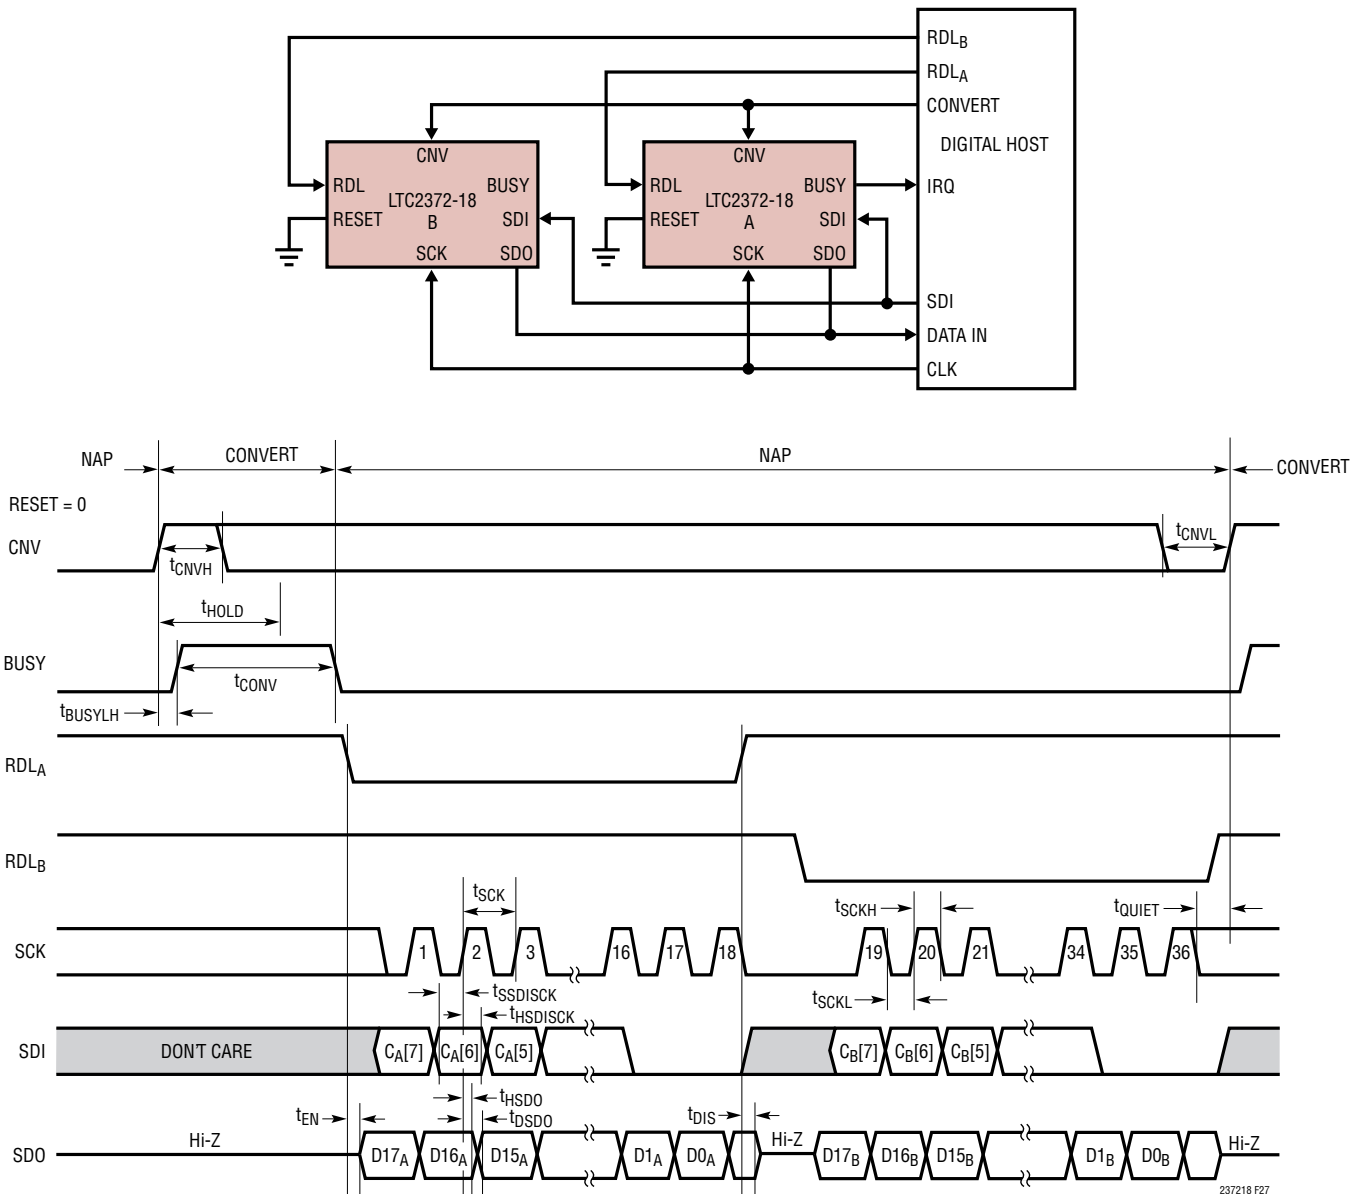 RDLB
RDLA
CONVERT
DIGITAL HOST
CNV
CNV
RDL
BUSY
RDL
BUSY
IRQ
LTC2372-18
LTC2372-18
RESET
B
SDI
RESET
A
SDI
SCK
SDO
SCK
SDO
SDI
DATA IN
CLK
NAP
CONVERT
NAP
CONVERT
RESET = 0
CNV
tCNVH
tCNVL
tHOLD
BUSY
tCONV
tBUSYLH
RDLA
RDLB
tSCK
tSCKH
tQUIET
SCK
1
2
3
16
17
18
19
20
21
34
35
36
tSSDISCK
tHSDISCK
tSCKL
SDI
DON'T CARE
CA[7]
CA[6]
CA[5]
CB[7]
CB[6]
CB[5]
tHSDO
tEN
tDSDO
tDIS
SDO
Hi-Z
D17A
D16A
D15A
D1A
D0A
Hi-Z
D17B
D16B
D15B
D1B
D0B
Hi-Z
237218 F27